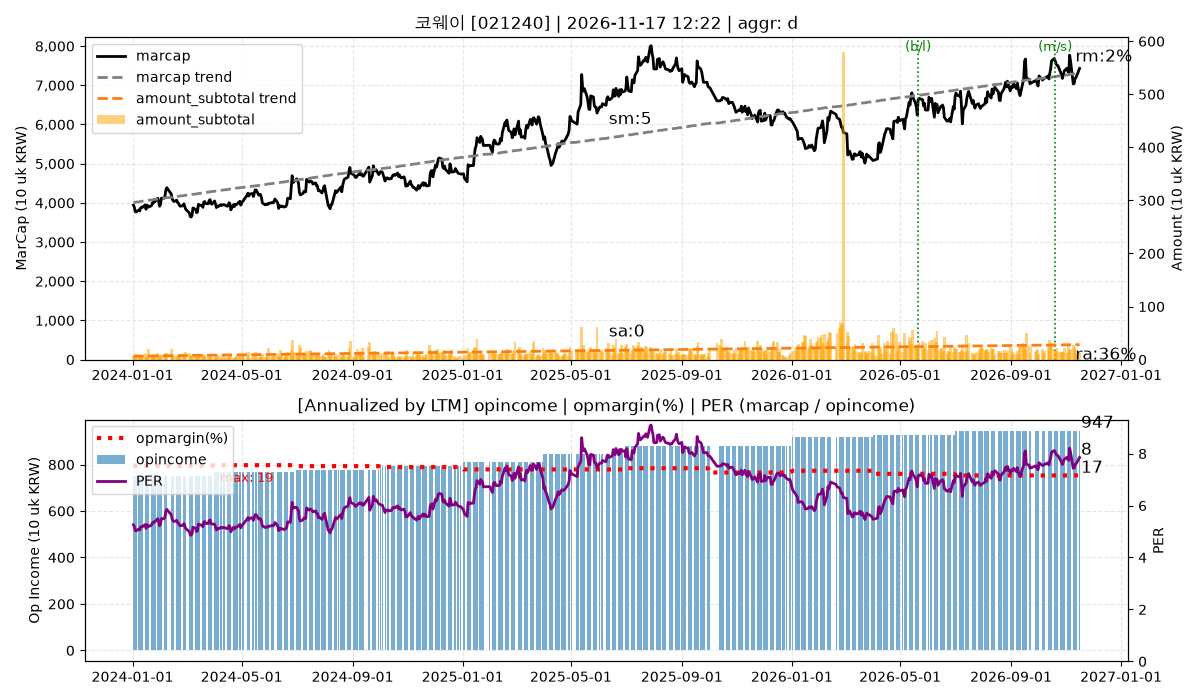 코웨이 [021240] | 2026-11-17 12:22 | aggr: d
marcap
marcap trend
amount_subtotal trend
amount_subtotal
(b/l)
(m/s)
rm:2%
sm:5
sa:0
ra:36%
MarCap (10 uk KRW)
8,000
7,000
6,000
5,000
4,000
3,000
2,000
1,000
0
Amount (10 uk KRW)
600
500
400
300
200
100
0
2024-01-01 2024-05-01 2024-09-01 2025-01-01 2025-05-01 2025-09-01 2026-01-01 2026-05-01 2026-09-01 2027-01-01
[Annualized by LTM] opincome | opmargin(%) | PER (marcap / opincome)
opmargin(%)
opincome
PER
max: 19
947
8
17
Op Income (10 uk KRW)
800
600
400
200
0
PER
8
6
4
2
0
2024-01-01 2024-05-01 2024-09-01 2025-01-01 2025-05-01 2025-09-01 2026-01-01 2026-05-01 2026-09-01 2027-01-01